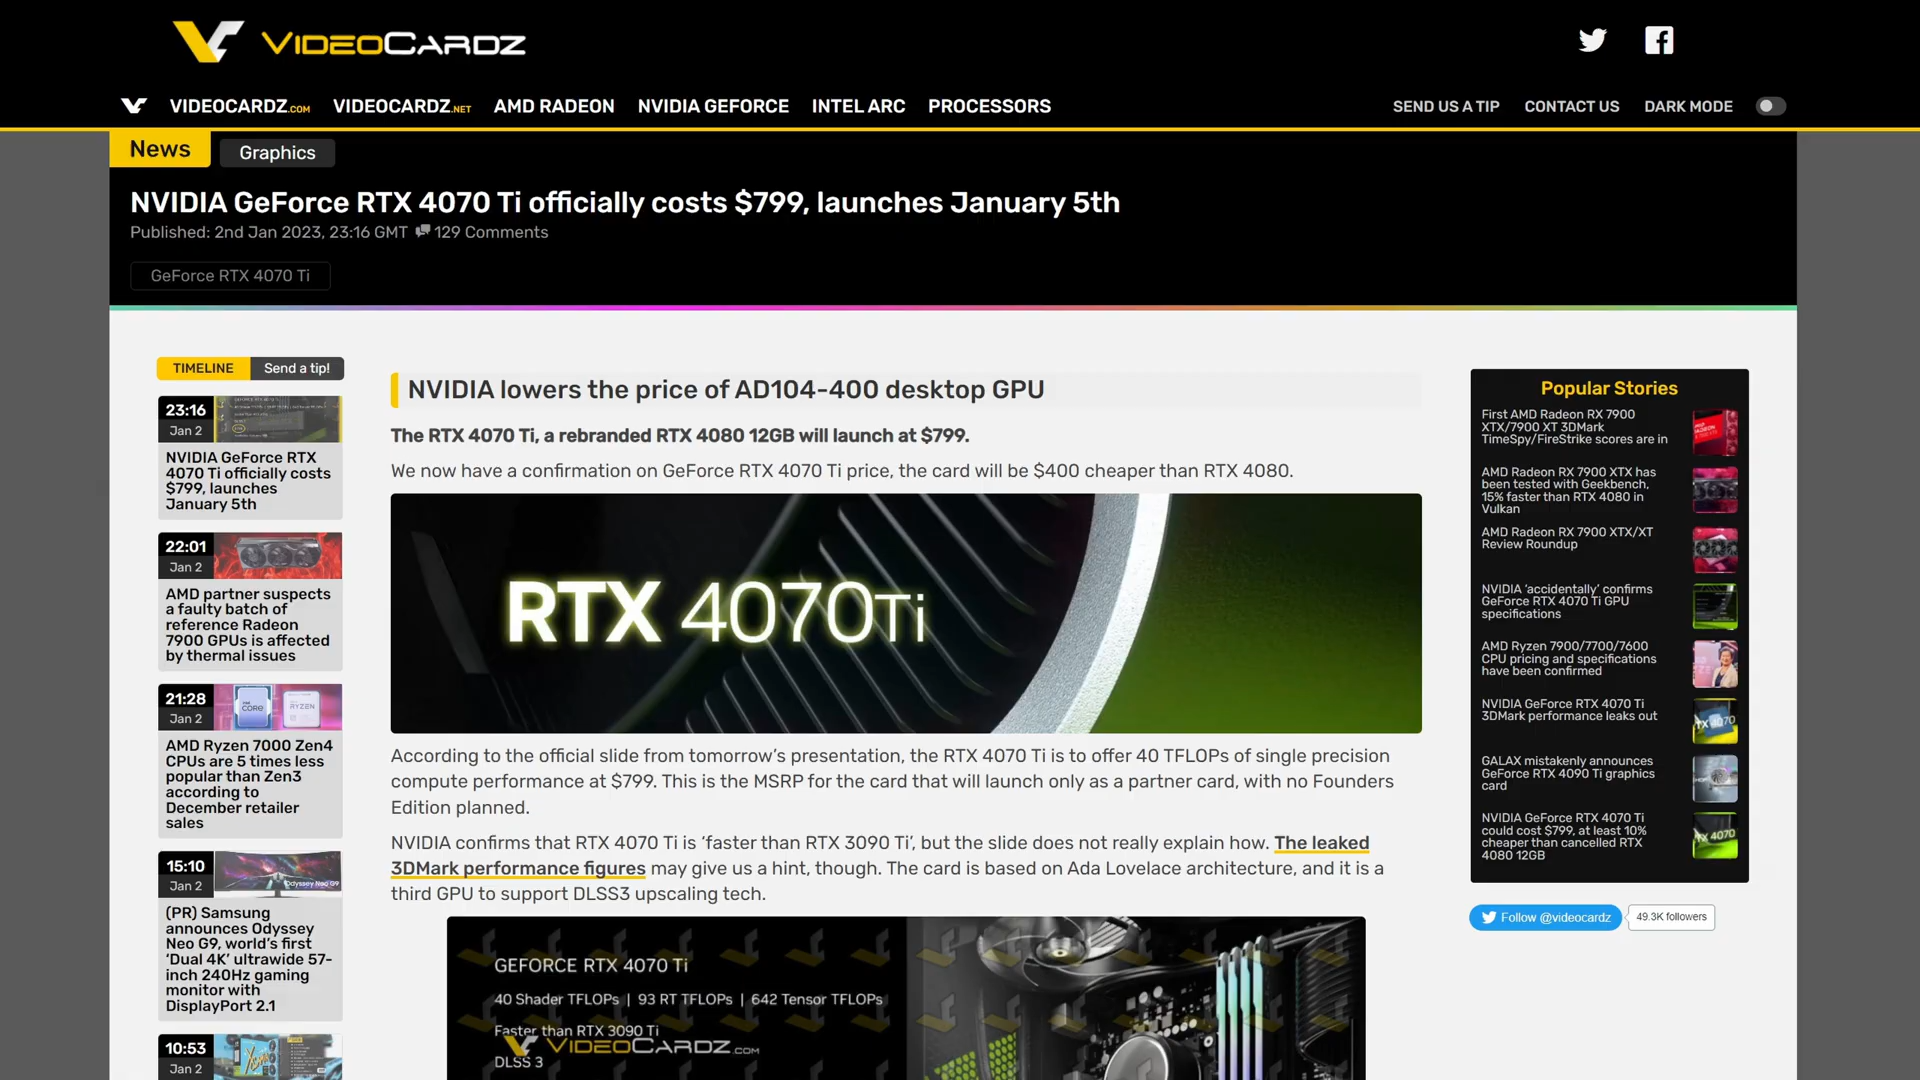 VIDEOCARDZ
VIDEOCARDZ.COM VIDEOCARDZ.NET AMD RADEON NVIDIA GEFORCE INTEL ARC PROCESSORS SEND US A TIP CONTACT US DARK MODE
News Graphics
NVIDIA GeForce RTX 4070 Ti officially costs $799, launches January 5th
Published: 2nd Jan 2023, 23:16 GMT 129 Comments
GeForce RTX 4070 Ti
TIMELINE Send a tip!
23:16
Jan 2
NVIDIA GeForce RTX
4070 Ti officially costs
$799, launches
January 5th
22:01
Jan 2
AMD partner suspects
a faulty batch of
reference Radeon
7900 GPUs is affected
by thermal issues
21:28
Jan 2
CORE
RYZEN
AMD Ryzen 7000 Zen4
CPUs are 5 times less
popular than Zen3
according to
December retailer
sales
15:10
Jan 2
Odyssey Neo G9
(PR) Samsung
announces Odyssey
Neo G9, world's first
'Dual 4K' ultrawide 57-
inch 240Hz gaming
monitor with
DisplayPort 2.1
10:53
Jan 2
NVIDIA lowers the price of AD104-400 desktop GPU
The RTX 4070 Ti, a rebranded RTX 4080 12GB will launch at $799.
We now have a confirmation on GeForce RTX 4070 Ti price, the card will be $400 cheaper than RTX 4080.
RTX 4070Ti
According to the official slide from tomorrow's presentation, the RTX 4070 Ti is to offer 40 TFLOPs of single precision
compute performance at $799. This is the MSRP for the card that will launch only as a partner card, with no Founders
Edition planned.
NVIDIA confirms that RTX 4070 Ti is 'faster than RTX 3090 Ti', but the slide does not really explain how. The leaked
3DMark performance figures may give us a hint, though. The card is based on Ada Lovelace architecture, and it is a
third GPU to support DLSS3 upscaling tech.
GEFORCE RTX 4070 Ti
40 Shader TFLOPs | 93 RT TFLOPs | 642 Tensor TFLOPs
Faster than RTX 3090 Ti
VIDEOCARDZ.COM
DLSS 3
Popular Stories
First AMD Radeon RX 7900
XTX/7900 XT 3DMark
TimeSpy/FireStrike scores are in
AMD Radeon RX 7900 XTX has
been tested with Geekbench,
15% faster than RTX 4080 in
Vulkan
AMD Radeon RX 7900 XTX/XT
Review Roundup
NVIDIA 'accidentally' confirms
GeForce RTX 4070 Ti GPU
specifications
AMD Ryzen 7900/7700/7600
CPU pricing and specifications
have been confirmed
NVIDIA GeForce RTX 4070 Ti
3DMark performance leaks out
GALAX mistakenly announces
GeForce RTX 4090 Ti graphics
card
NVIDIA GeForce RTX 4070 Ti
could cost $799, at least 10%
cheaper than cancelled RTX
4080 12GB
Follow @videocardz 49.3K followers